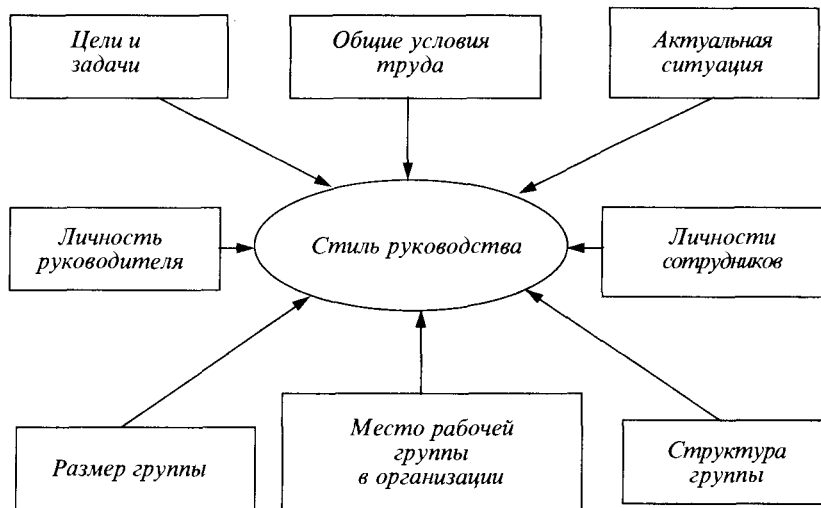 Цели и
задачи
Общие условия
труда
Актуальная
ситуация
Личность
руководителя
Стиль руководства
Личности
сотрудников
Размер группы
Место рабочей
группы
в организации
Структура
группы